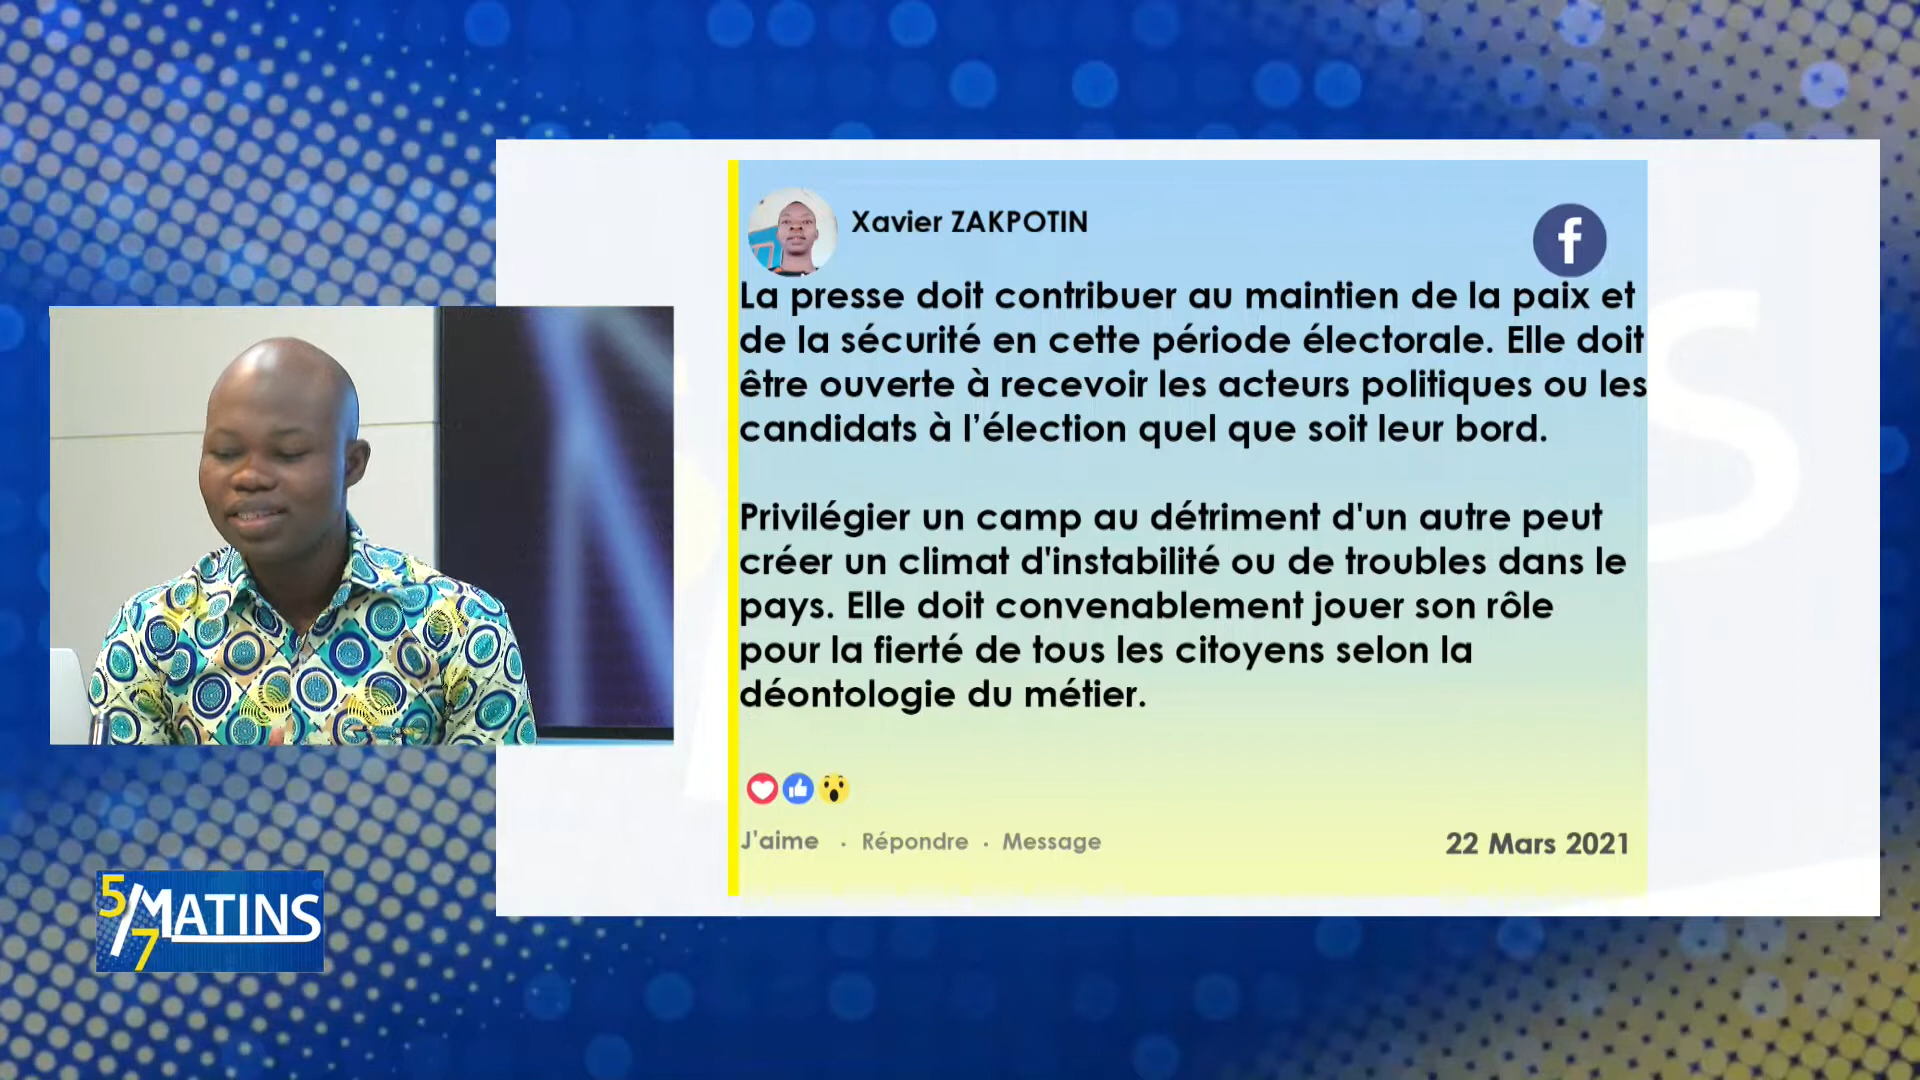 Xavier ZAKPOTIN
f
La presse doit contribuer au maintien de la paix et
de la sécurité en cette période électorale. Elle doit
être ouverte à recevoir les acteurs politiques ou les
candidats à l’élection quel que soit leur bord.
Privilégier un camp au détriment d'un autre peut
créer un climat d'instabilité ou de troubles dans le
pays. Elle doit convenablement jouer son rôle
pour la fierté de tous les citoyens selon la
déontologie du métier.
J'aime · Répondre · Message
22 Mars 2021
5/7 MATINS